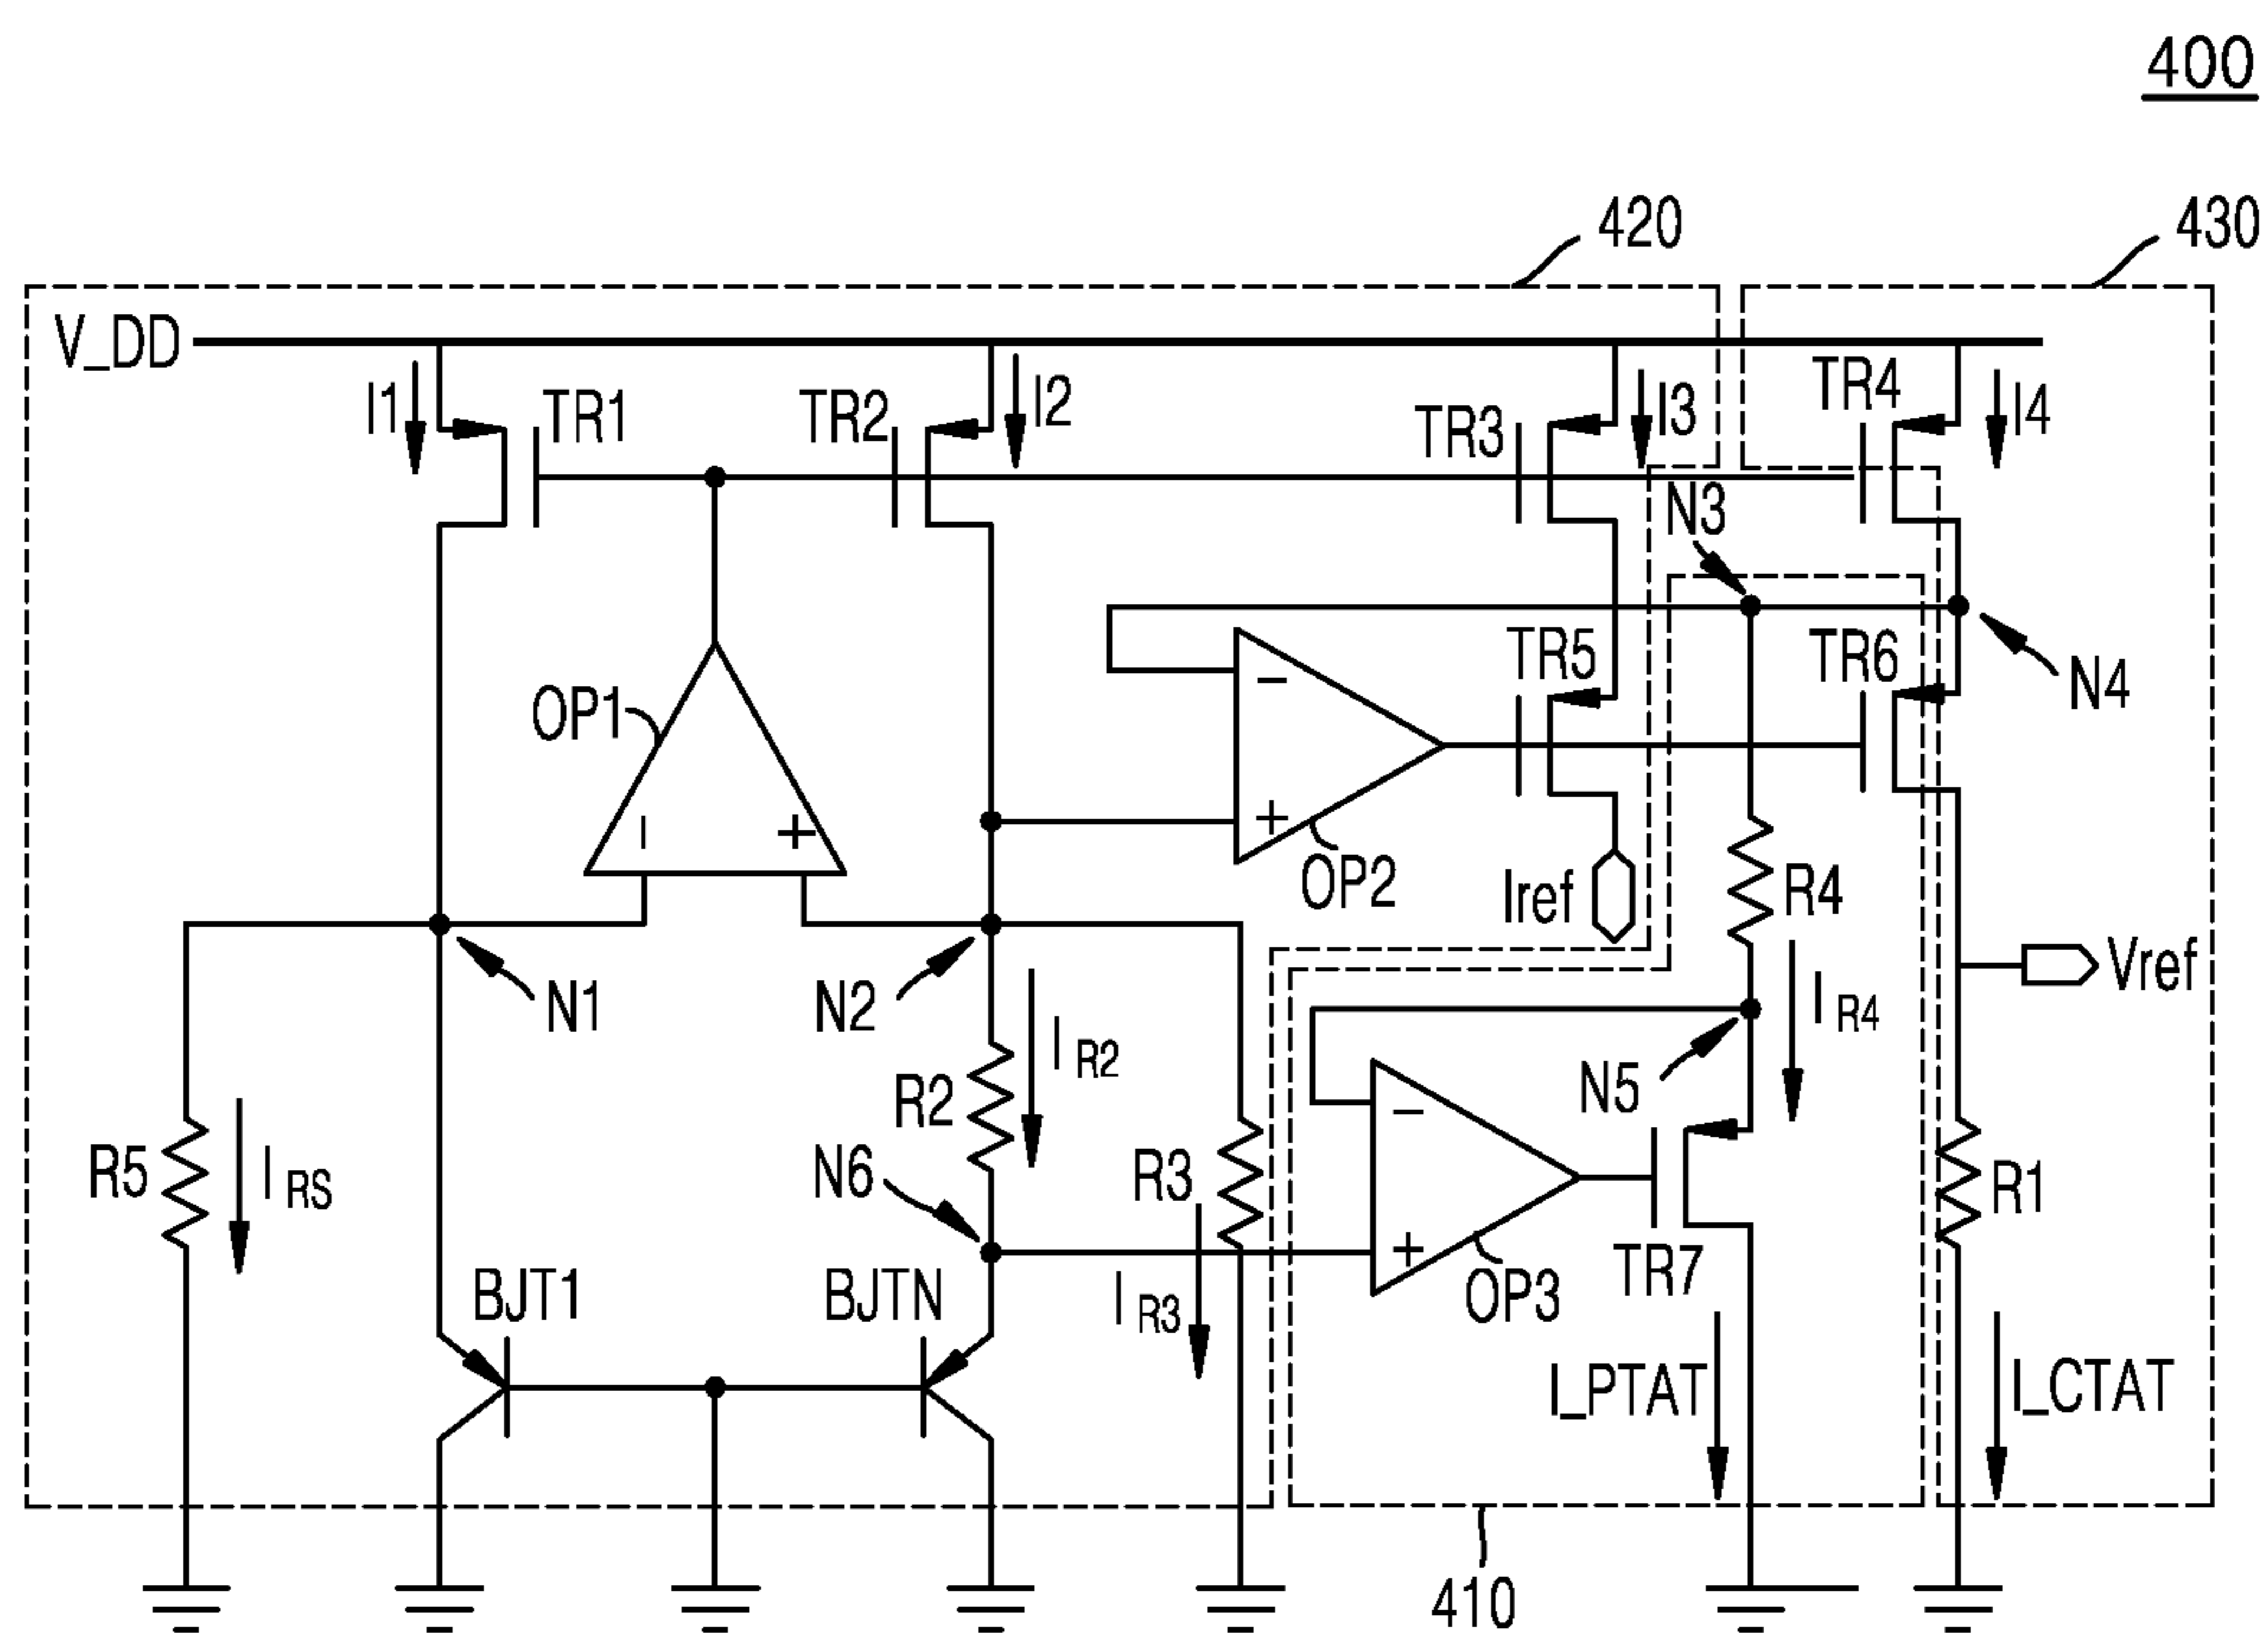 400
420
430
V_DD
I1
TR1
TR2
I2
TR3
I3
TR4
I4
N3
OP1
−
+
−
+
OP2
TR5
TR6
N4
Iref
R4
Vref
N1
N2
I R2
I R4
R5
I RS
R2
N6
R3
I R3
N5
−
+
OP3
TR7
R1
BJT1
BJTN
I_PTAT
I_CTAT
410